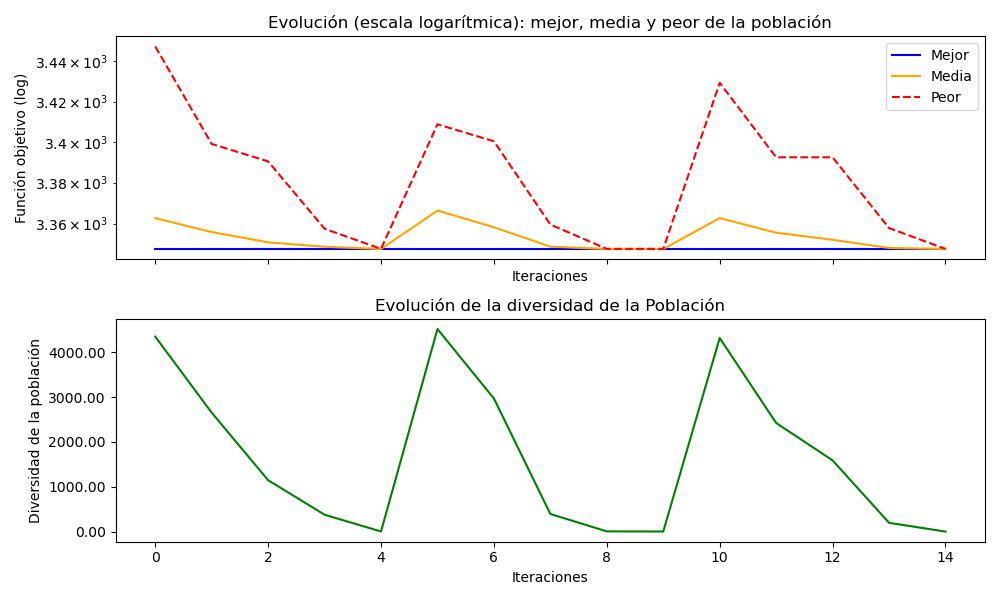 Evolución (escala logarítmica): mejor, media y peor de la población
Función objetivo (log)
3.44 × 10³
3.42 × 10³
3.4 × 10³
3.38 × 10³
3.36 × 10³
Mejor
Media
Peor
Iteraciones
Evolución de la diversidad de la Población
Diversidad de la población
4000.00
3000.00
2000.00
1000.00
0.00
0 2 4 6 8 10 12 14
Iteraciones